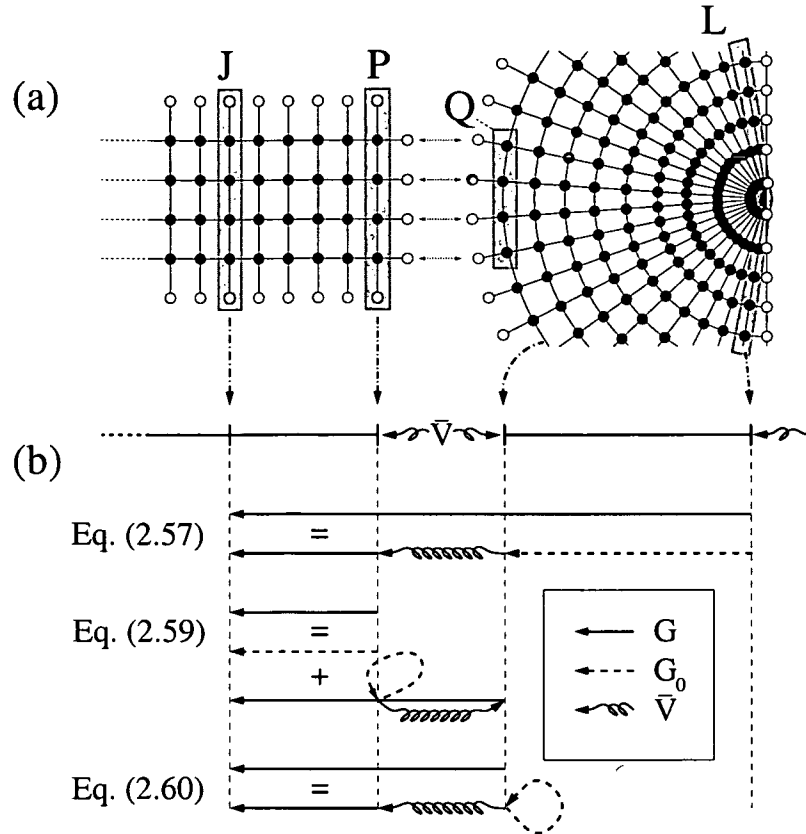 J
P
L
(a)
Q
V̄
(b)
Eq. (2.57)
=
Eq. (2.59)
=
+
Eq. (2.60)
=
G
G₀
V̄